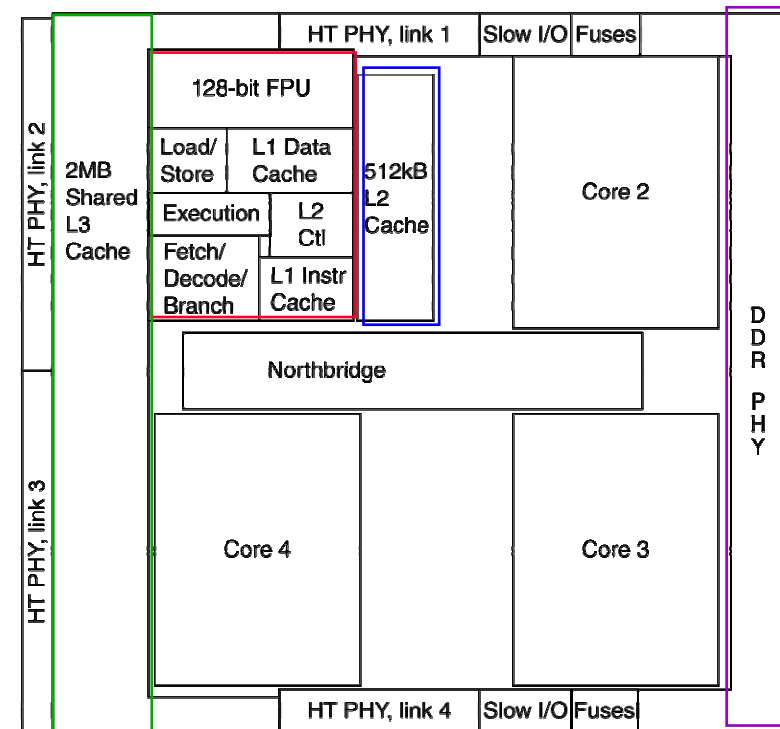 HT PHY, link 1
Slow I/O
Fuses
HT PHY, link 2
2MB
Shared
L3
Cache
128-bit FPU
Load/
Store
L1 Data
Cache
Execution
L2
Ctl
Fetch/
Decode/
Branch
L1 Instr
Cache
512kB
L2
Cache
Core 2
Northbridge
D
D
R
P
H
Y
HT PHY, link 3
Core 4
Core 3
HT PHY, link 4
Slow I/O
Fuses